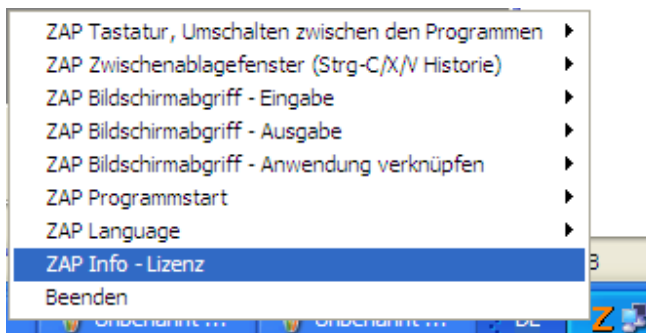 ZAP Tastatur, Umschalten zwischen den Programmen
ZAP Zwischenablagefenster (Strg-C/X/V Historie)
ZAP Bildschirmabgriff - Eingabe
ZAP Bildschirmabgriff - Ausgabe
ZAP Bildschirmabgriff - Anwendung verknüpfen
ZAP Programmstart
ZAP Language
ZAP Info - Lizenz
Beenden
Z